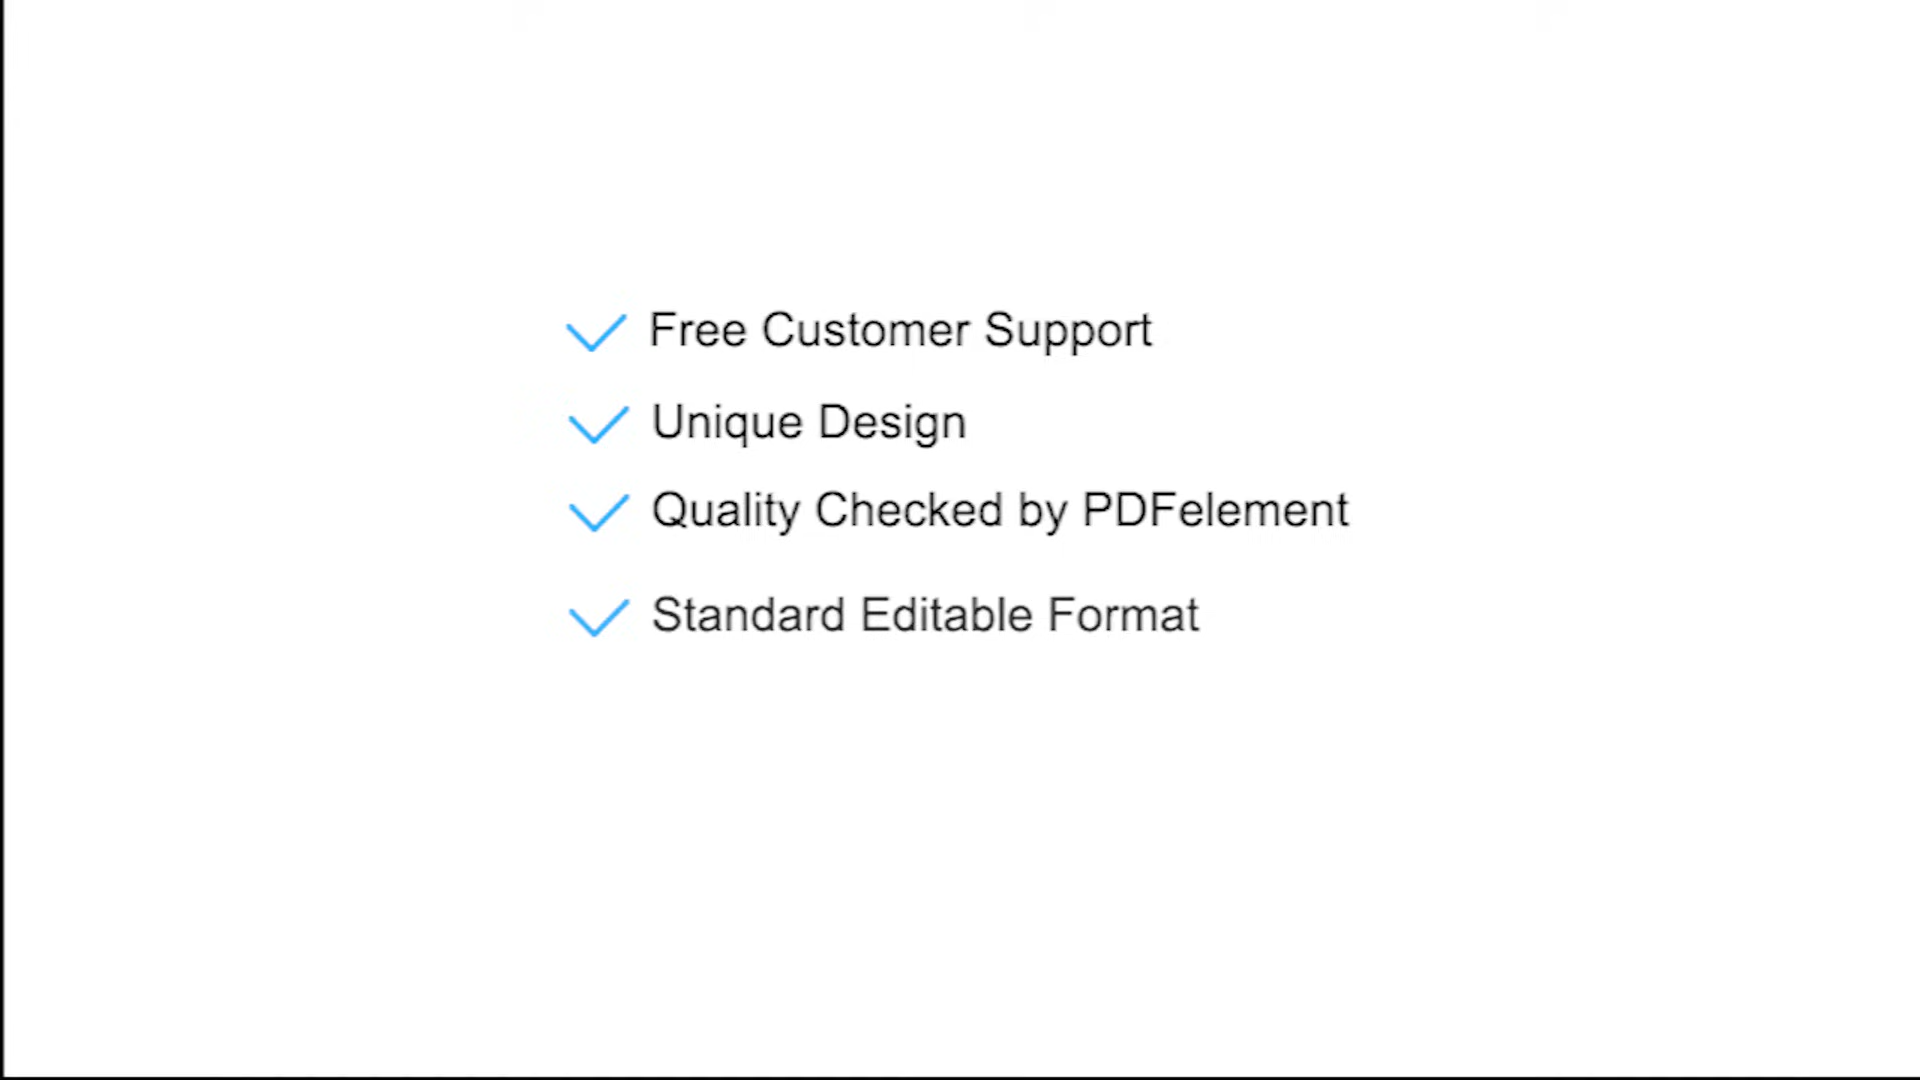 Free Customer Support
Unique Design
Quality Checked by PDFelement
Standard Editable Format